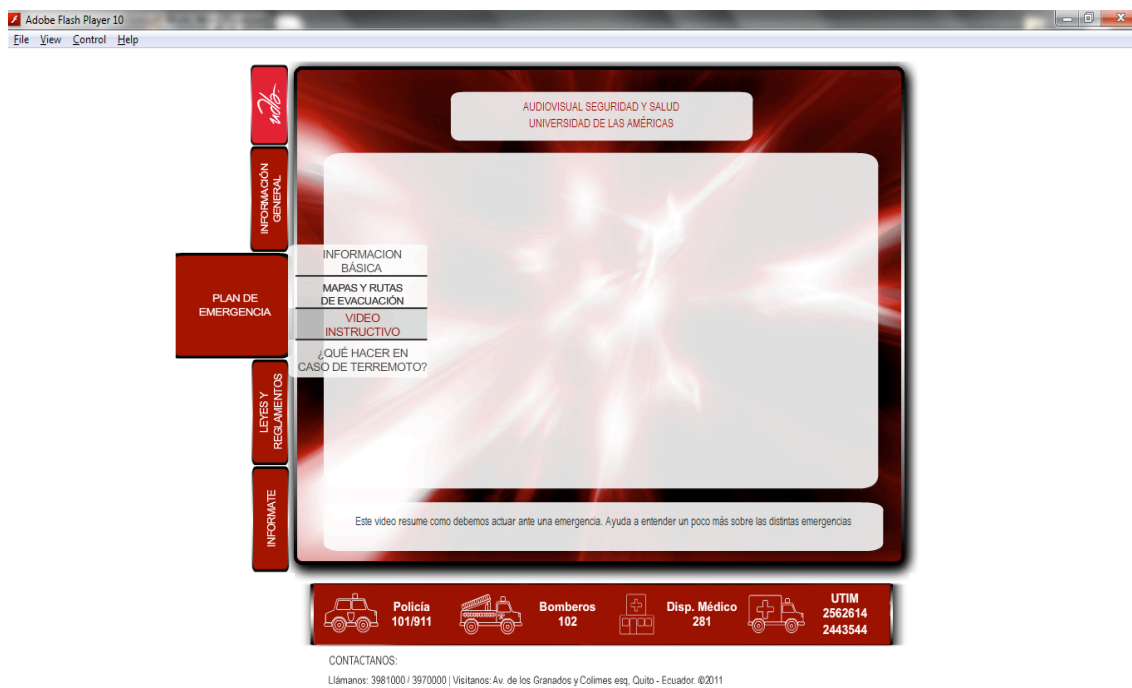 Adobe Flash Player 10
File View Control Help
udla-
AUDIOVISUAL SEGURIDAD Y SALUD
UNIVERSIDAD DE LAS AMÉRICAS
INFORMACIÓN
GENERAL
PLAN DE
EMERGENCIA
INFORMACION
BÁSICA
MAPAS Y RUTAS
DE EVACUACIÓN
VIDEO
INSTRUCTIVO
¿QUÉ HACER EN
CASO DE TERREMOTO?
LEYES Y
REGLAMENTOS
INFORMATE
Este video resume como debemos actuar ante una emergencia. Ayuda a entender un poco más sobre las distintas emergencias
Policía
101/911
Bomberos
102
Disp. Médico
281
UTIM
2562614
2443544
CONTACTANOS:
Llámanos: 3981000 / 3970000 | Visítanos: Av. de los Granados y Colimes esq, Quito - Ecuador. ©2011